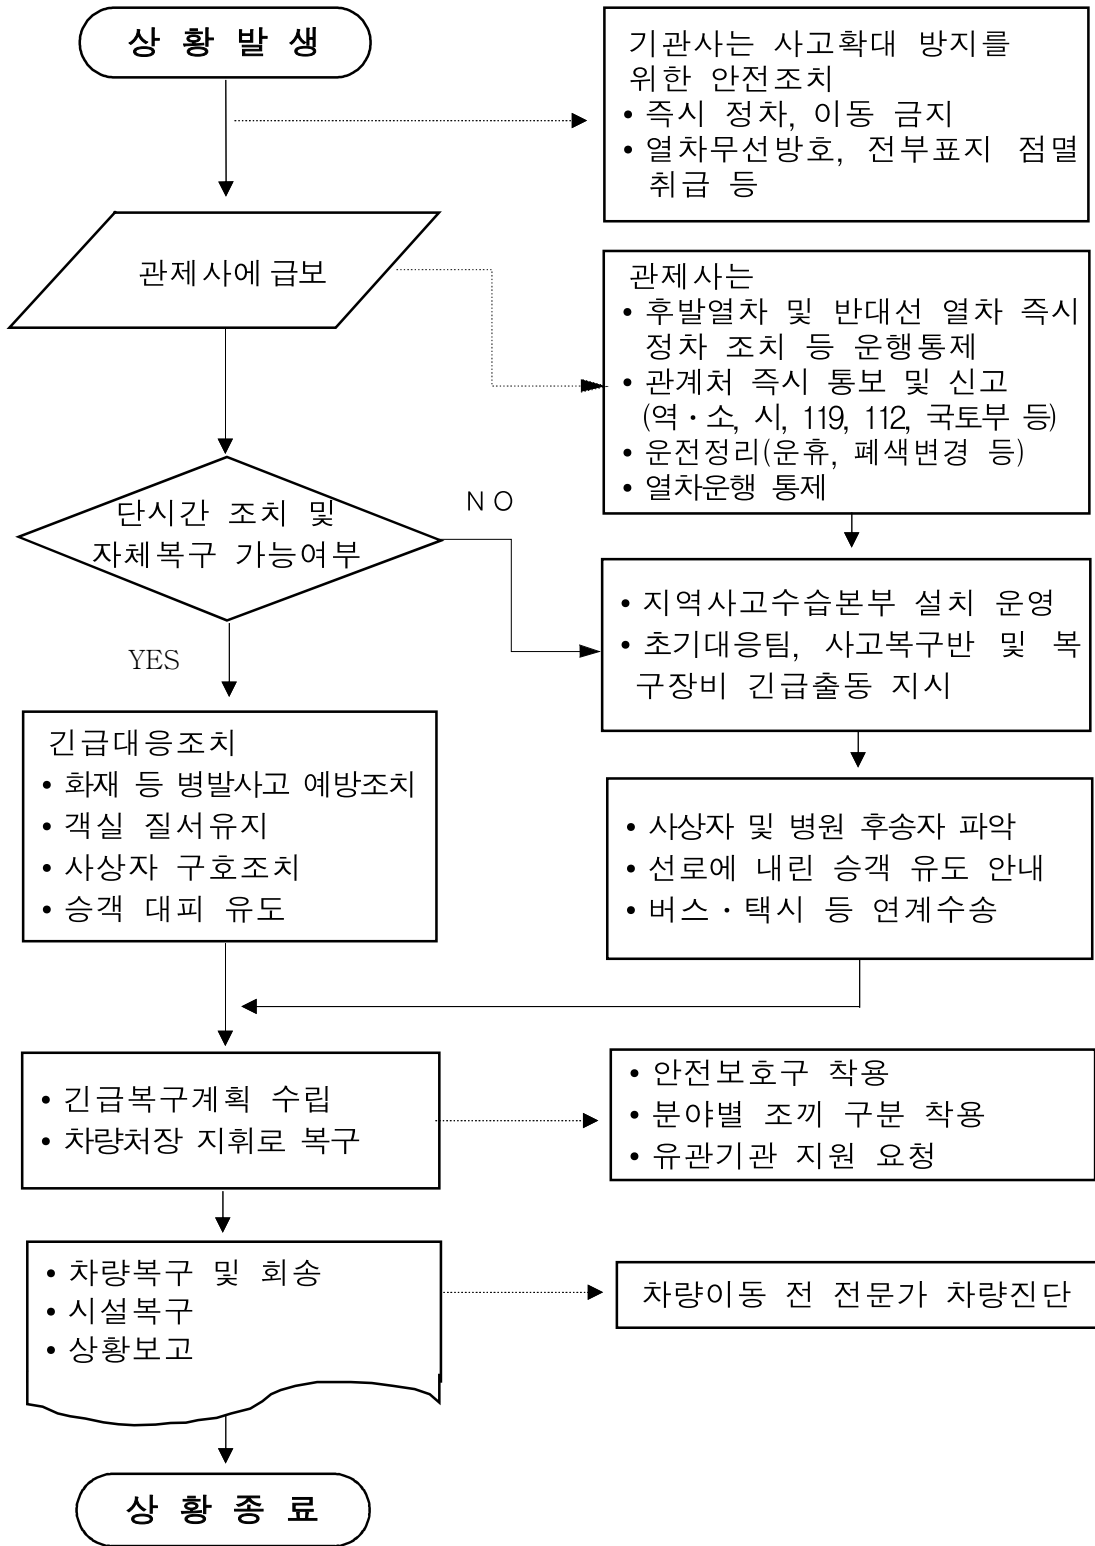 상 황 발 생
기관사는 사고확대 방지를
위한 안전조치
• 즉시 정차, 이동 금지
• 열차무선방호, 전부표지 점멸
취급 등
관제사에 급보
관제사는
• 후발열차 및 반대선 열차 즉시
정차 조치 등 운행통제
• 관계처 즉시 통보 및 신고
(역・소, 시, 119, 112, 국토부 등)
• 운전정리(운휴, 폐색변경 등)
• 열차운행 통제
단시간 조치 및
자체복구 가능여부
NO
• 지역사고수습본부 설치 운영
• 초기대응팀, 사고복구반 및 복
구장비 긴급출동 지시
YES
긴급대응조치
• 화재 등 병발사고 예방조치
• 객실 질서유지
• 사상자 구호조치
• 승객 대피 유도
• 사상자 및 병원 후송자 파악
• 선로에 내린 승객 유도 안내
• 버스・택시 등 연계수송
• 긴급복구계획 수립
• 차량처장 지휘로 복구
• 안전보호구 착용
• 분야별 조끼 구분 착용
• 유관기관 지원 요청
• 차량복구 및 회송
• 시설복구
• 상황보고
차량이동 전 전문가 차량진단
상 황 종 료